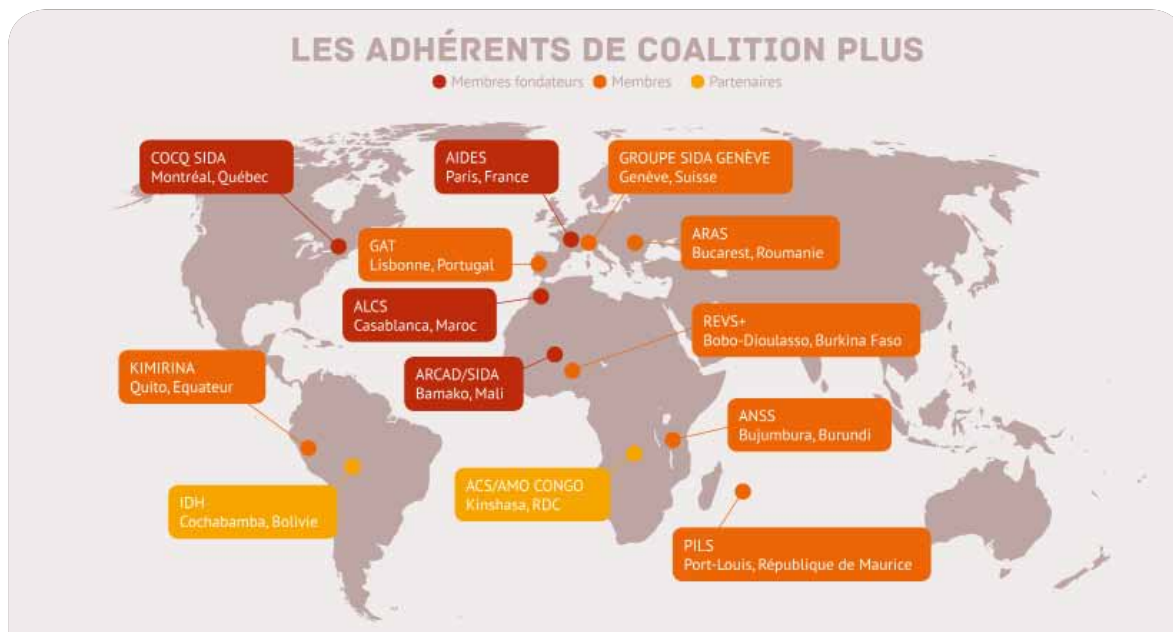 LES ADHÉRENTS DE COALITION PLUS
Membres fondateurs Membres Partenaires
COCQ SIDA
Montréal, Québec
AIDES
Paris, France
GROUPE SIDA GENÈVE
Genève, Suisse
GAT
Lisbonne, Portugal
ARAS
Bucarest, Roumanie
ALCS
Casablanca, Maroc
REVS+
Bobo-Dioulasso, Burkina Faso
KIMIRINA
Quito, Equateur
ARCAD/SIDA
Bamako, Mali
ANSS
Bujumbura, Burundi
IDH
Cochabamba, Bolivie
ACS/AMO CONGO
Kinshasa, RDC
PILS
Port-Louis, République de Maurice